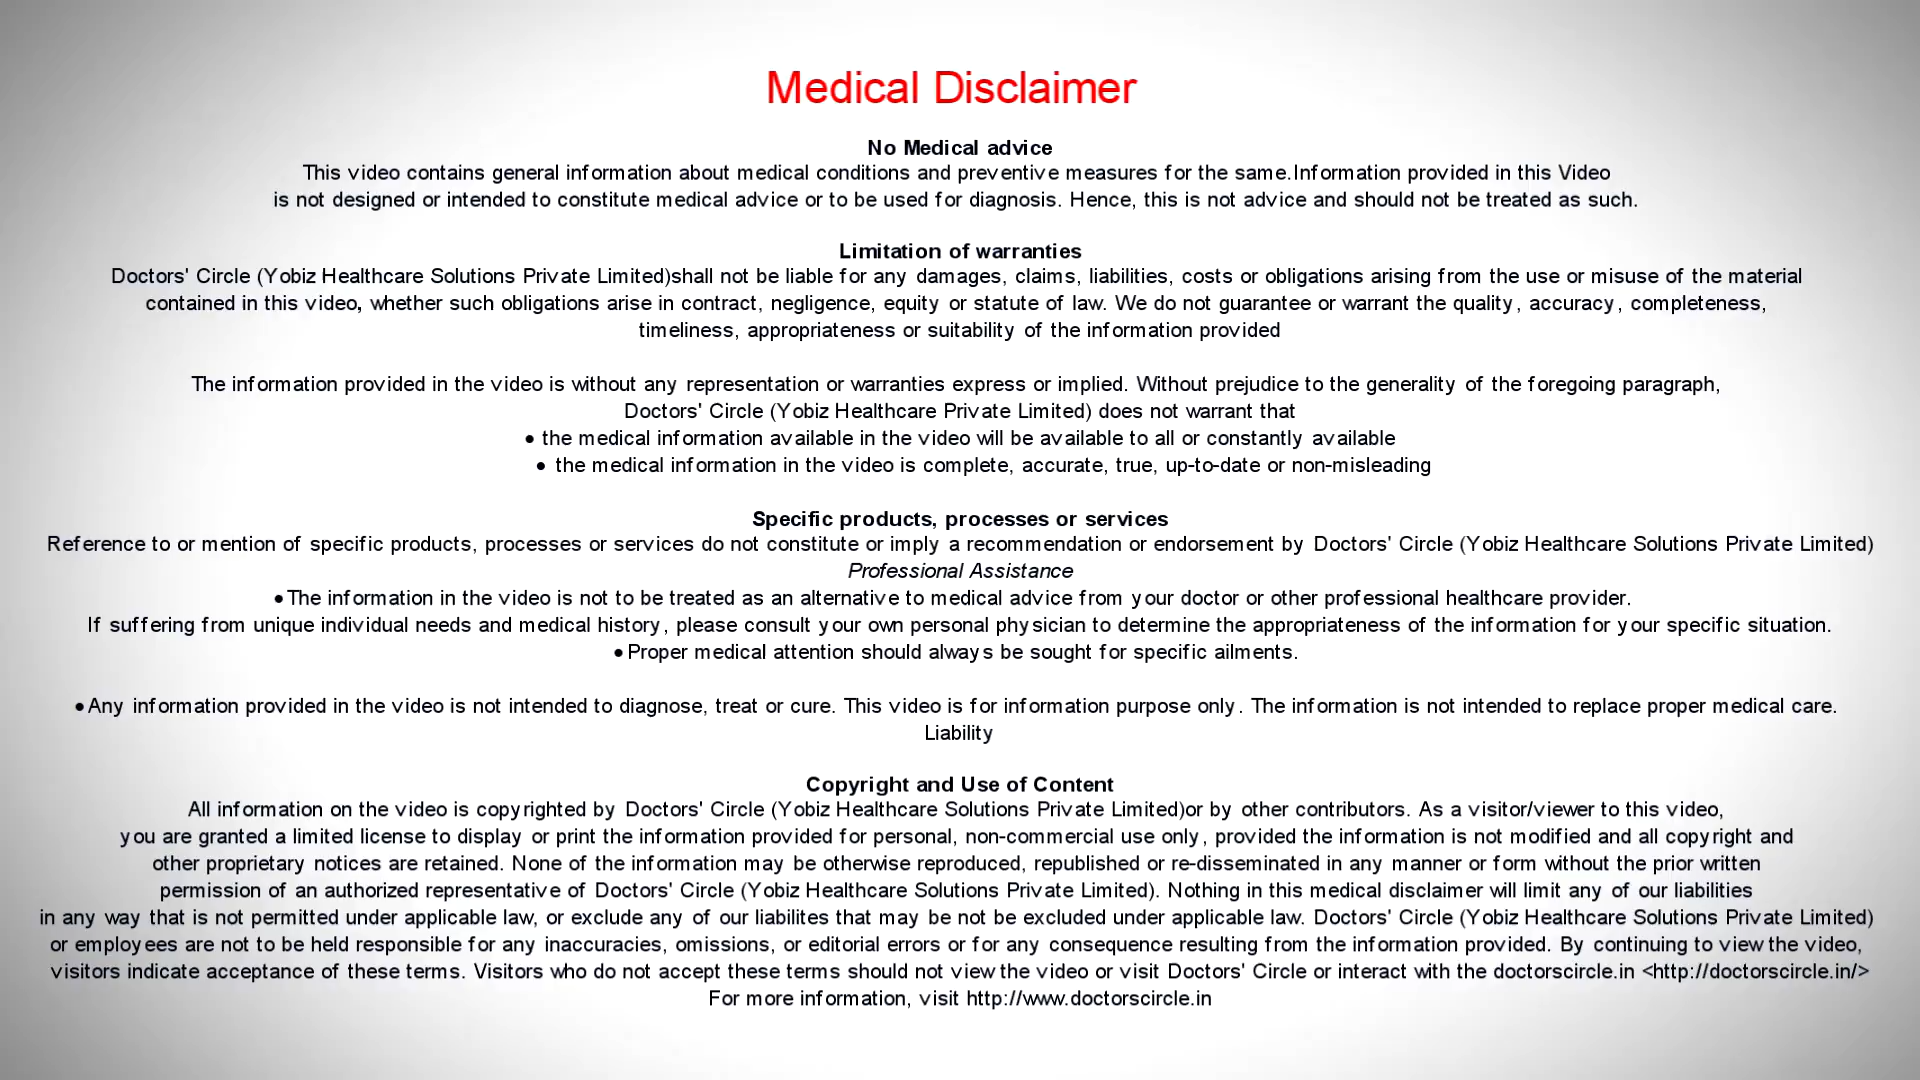 Medical Disclaimer
No Medical advice
This video contains general information about medical conditions and preventive measures for the same.Information provided in this Video
is not designed or intended to constitute medical advice or to be used for diagnosis. Hence, this is not advice and should not be treated as such.
Limitation of warranties
Doctors' Circle (Yobiz Healthcare Solutions Private Limited)shall not be liable for any damages, claims, liabilities, costs or obligations arising from the use or misuse of the material
contained in this video, whether such obligations arise in contract, negligence, equity or statute of law. We do not guarantee or warrant the quality, accuracy, completeness,
timeliness, appropriateness or suitability of the information provided
The information provided in the video is without any representation or warranties express or implied. Without prejudice to the generality of the foregoing paragraph,
Doctors' Circle (Yobiz Healthcare Private Limited) does not warrant that
• the medical information available in the video will be available to all or constantly available
• the medical information in the video is complete, accurate, true, up-to-date or non-misleading
Specific products, processes or services
Reference to or mention of specific products, processes or services do not constitute or imply a recommendation or endorsement by Doctors' Circle (Yobiz Healthcare Solutions Private Limited)
Professional Assistance
•The information in the video is not to be treated as an alternative to medical advice from your doctor or other professional healthcare provider.
If suffering from unique individual needs and medical history, please consult your own personal physician to determine the appropriateness of the information for your specific situation.
•Proper medical attention should always be sought for specific ailments.
•Any information provided in the video is not intended to diagnose, treat or cure. This video is for information purpose only. The information is not intended to replace proper medical care.
Liability
Copyright and Use of Content
All information on the video is copyrighted by Doctors' Circle (Yobiz Healthcare Solutions Private Limited)or by other contributors. As a visitor/viewer to this video,
you are granted a limited license to display or print the information provided for personal, non-commercial use only, provided the information is not modified and all copyright and
other proprietary notices are retained. None of the information may be otherwise reproduced, republished or re-disseminated in any manner or form without the prior written
permission of an authorized representative of Doctors' Circle (Yobiz Healthcare Solutions Private Limited). Nothing in this medical disclaimer will limit any of our liabilities
in any way that is not permitted under applicable law, or exclude any of our liabilites that may be not be excluded under applicable law. Doctors' Circle (Yobiz Healthcare Solutions Private Limited)
or employees are not to be held responsible for any inaccuracies, omissions, or editorial errors or for any consequence resulting from the information provided. By continuing to view the video,
visitors indicate acceptance of these terms. Visitors who do not accept these terms should not view the video or visit Doctors' Circle or interact with the doctorscircle.in <http://doctorscircle.in/>
For more information, visit http://www.doctorscircle.in